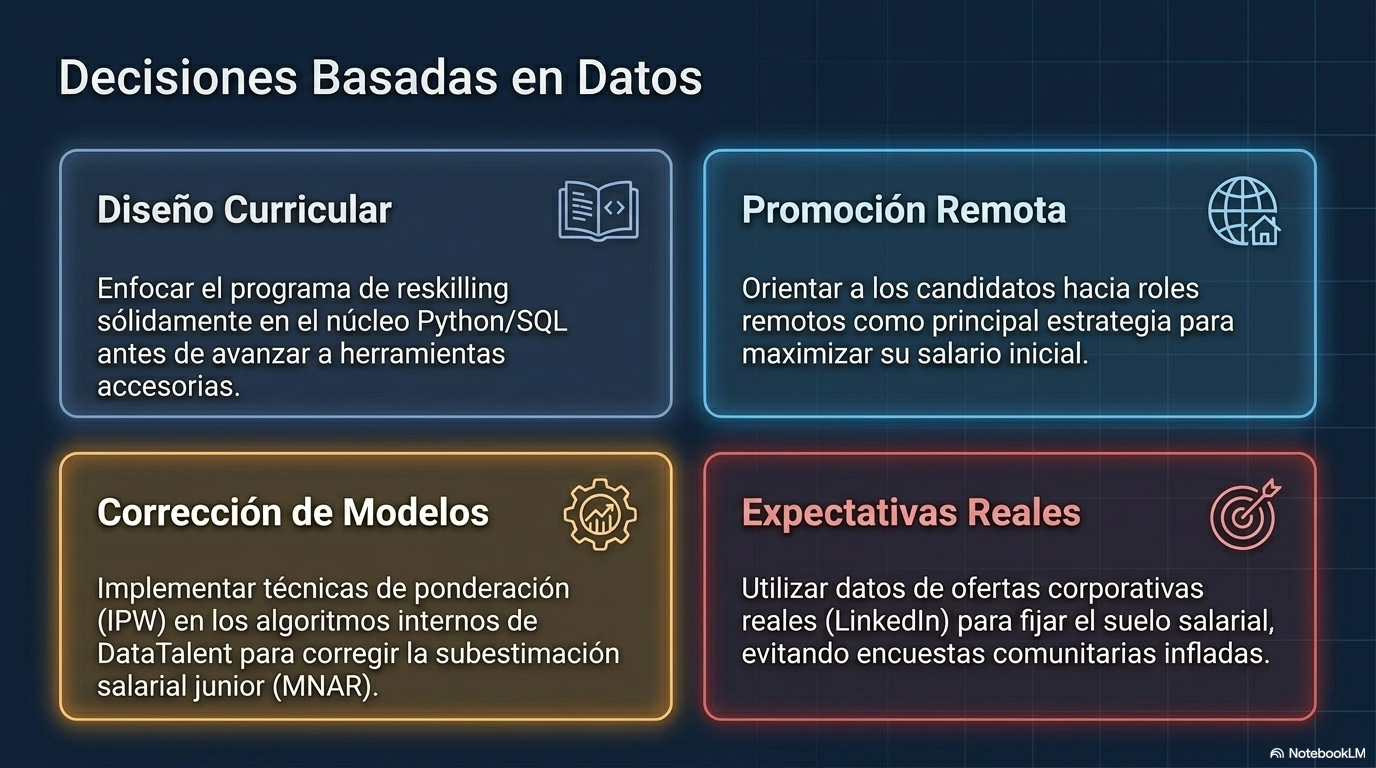 Decisiones Basadas en Datos
Diseño Curricular
Enfocar el programa de reskilling
sólidamente en el núcleo Python/SQL
antes de avanzar a herramientas
accesorias.
Promoción Remota
Orientar a los candidatos hacia roles
remotos como principal estrategia para
maximizar su salario inicial.
Corrección de Modelos
Implementar técnicas de ponderación
(IPW) en los algoritmos internos de
DataTalent para corregir la subestimación
salarial junior (MNAR).
Expectativas Reales
Utilizar datos de ofertas corporativas
reales (LinkedIn) para fijar el suelo salarial,
evitando encuestas comunitarias infladas.
NotebookLM